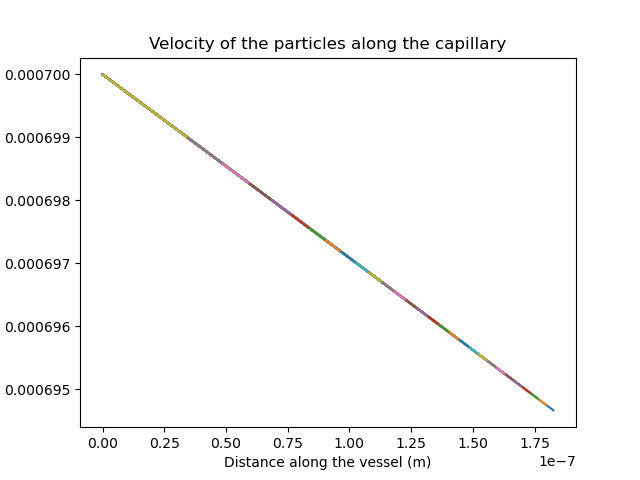 Velocity of the particles along the capillary
0.000700
0.000699
0.000698
0.000697
0.000696
0.000695
0.00 0.25 0.50 0.75 1.00 1.25 1.50 1.75
1e−7
Distance along the vessel (m)